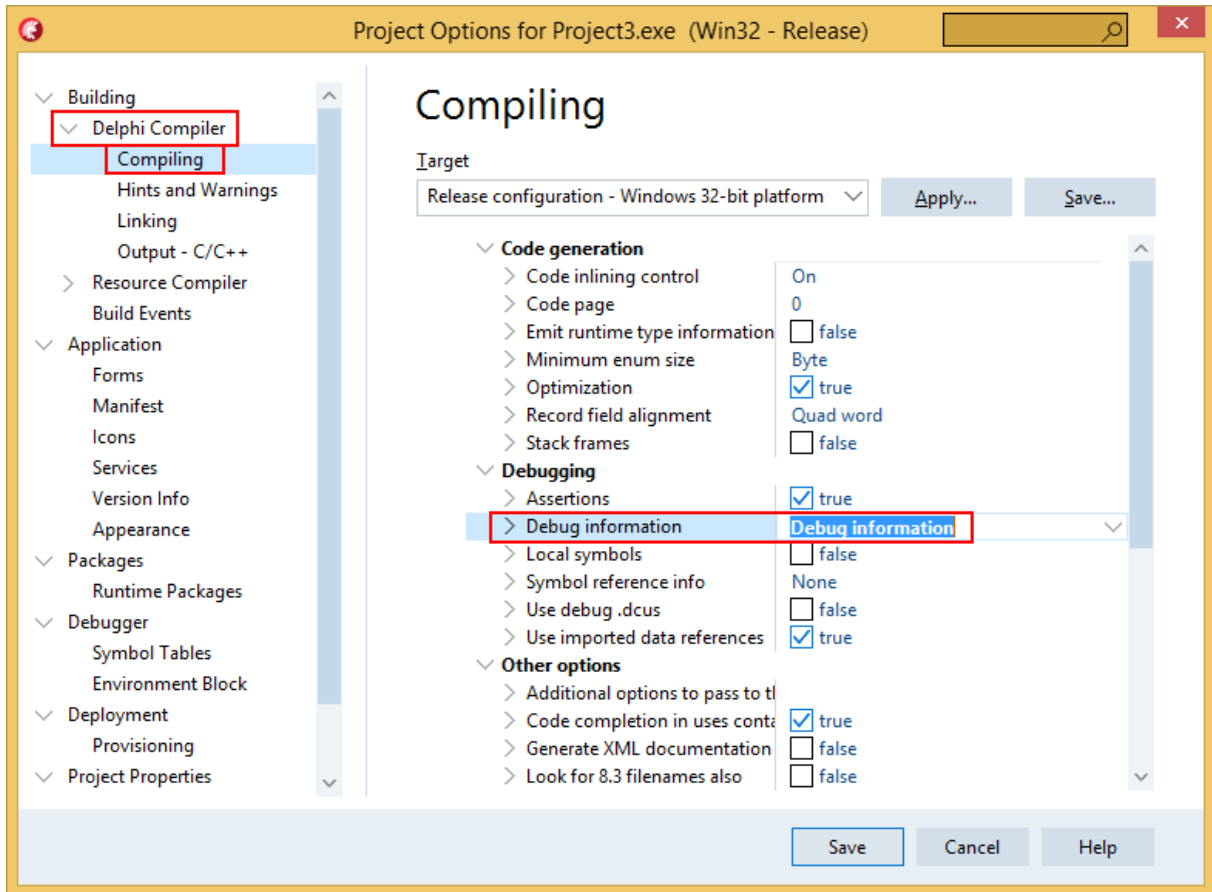 Project Options for Project3.exe (Win32 - Release)
Building
Delphi Compiler
Compiling
Hints and Warnings
Linking
Output - C/C++
Resource Compiler
Build Events
Application
Forms
Manifest
Icons
Services
Version Info
Appearance
Packages
Runtime Packages
Debugger
Symbol Tables
Environment Block
Deployment
Provisioning
Project Properties
Compiling
Target
Release configuration - Windows 32-bit platform
Apply...
Save...
Code generation
Code inlining control On
Code page 0
Emit runtime type information false
Minimum enum size Byte
Optimization true
Record field alignment Quad word
Stack frames false
Debugging
Assertions true
Debug information Debug information
Local symbols false
Symbol reference info None
Use debug .dcus false
Use imported data references true
Other options
Additional options to pass to tl
Code completion in uses conta true
Generate XML documentation false
Look for 8.3 filenames also false
Save Cancel Help